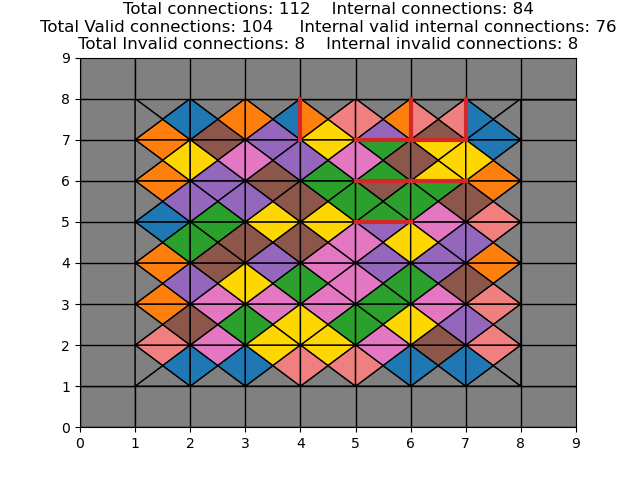 Total connections: 112 Internal connections: 84
Total Valid connections: 104 Internal valid internal connections: 76
Total Invalid connections: 8 Internal invalid connections: 8
9
8
7
6
5
4
3
2
1
0
0 1 2 3 4 5 6 7 8 9